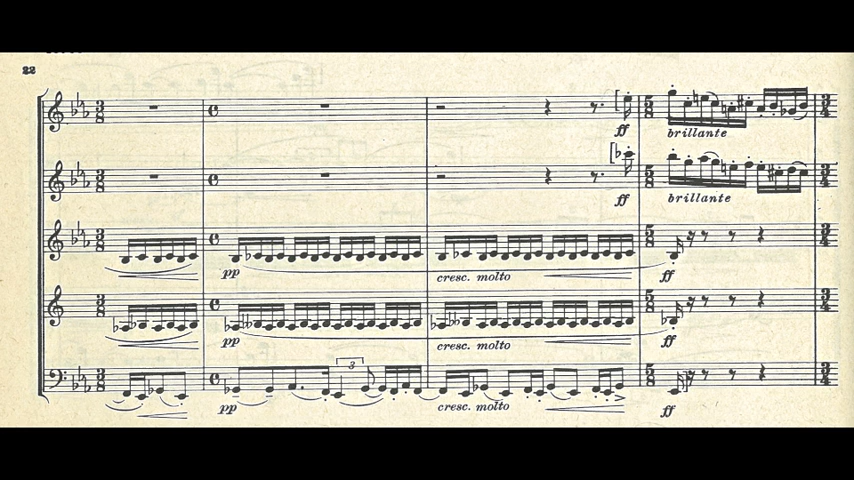 22
ff
brillante
ff
brillante
pp
cresc. molto
ff
pp
cresc. molto
ff
3
pp
cresc. molto
ff